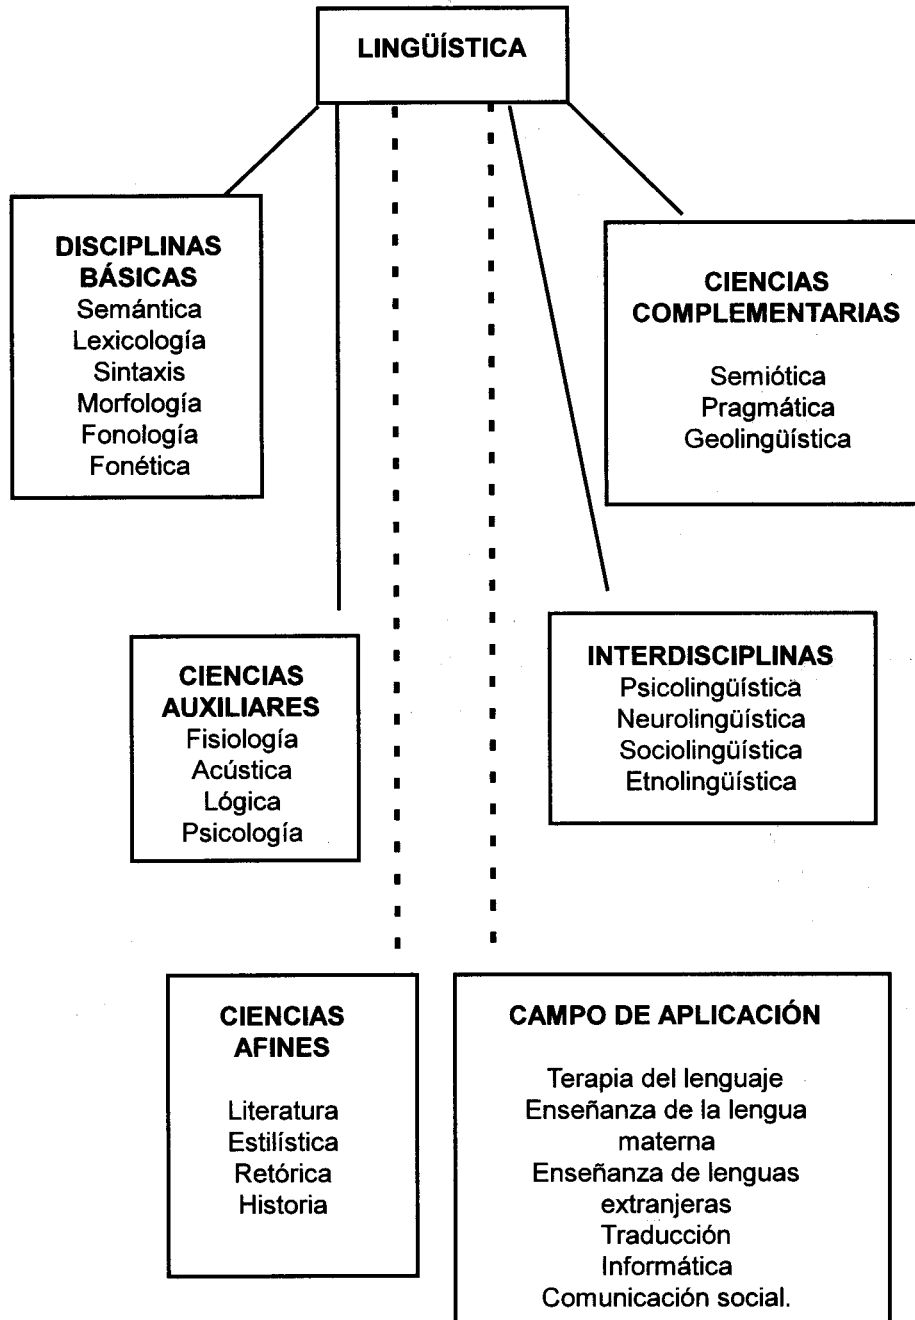 LINGÜÍSTICA
DISCIPLINAS
BÁSICAS
Semántica
Lexicología
Sintaxis
Morfología
Fonología
Fonética
CIENCIAS
COMPLEMENTARIAS
Semiótica
Pragmática
Geolingüística
CIENCIAS
AUXILIARES
Fisiología
Acústica
Lógica
Psicología
INTERDISCIPLINAS
Psicolingüística
Neurolingüística
Sociolingüística
Etnolingüística
CIENCIAS
AFINES
Literatura
Estilística
Retórica
Historia
CAMPO DE APLICACIÓN
Terapia del lenguaje
Enseñanza de la lengua
materna
Enseñanza de lenguas
extranjeras
Traducción
Informática
Comunicación social.